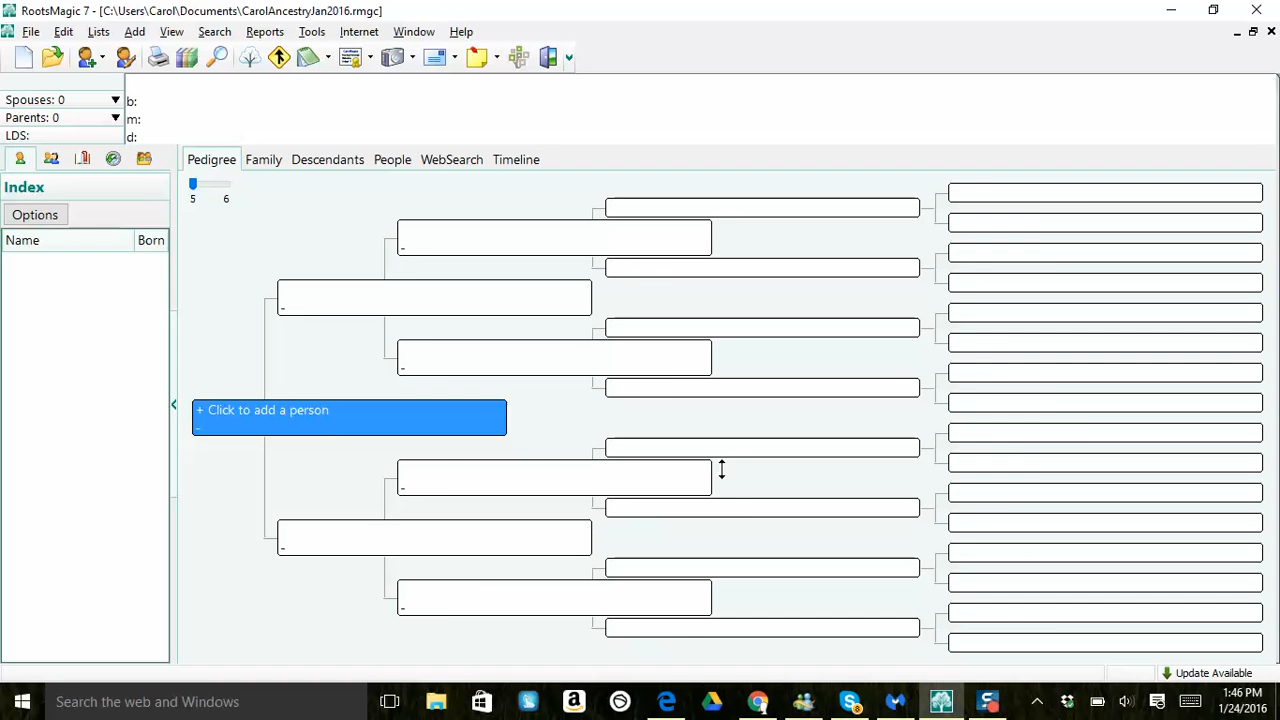 RootsMagic 7 - [C:\Users\Carol\Documents\CarolAncestryJan2016.rmgc]
File Edit Lists Add View Search Reports Tools Internet Window Help
Spouses: 0
Parents: 0
LDS:
b:
m:
d:
Index
Options
Name Born
Pedigree Family Descendants People WebSearch Timeline
5 6
+ Click to add a person
Update Available
Search the web and Windows
1:46 PM
1/24/2016